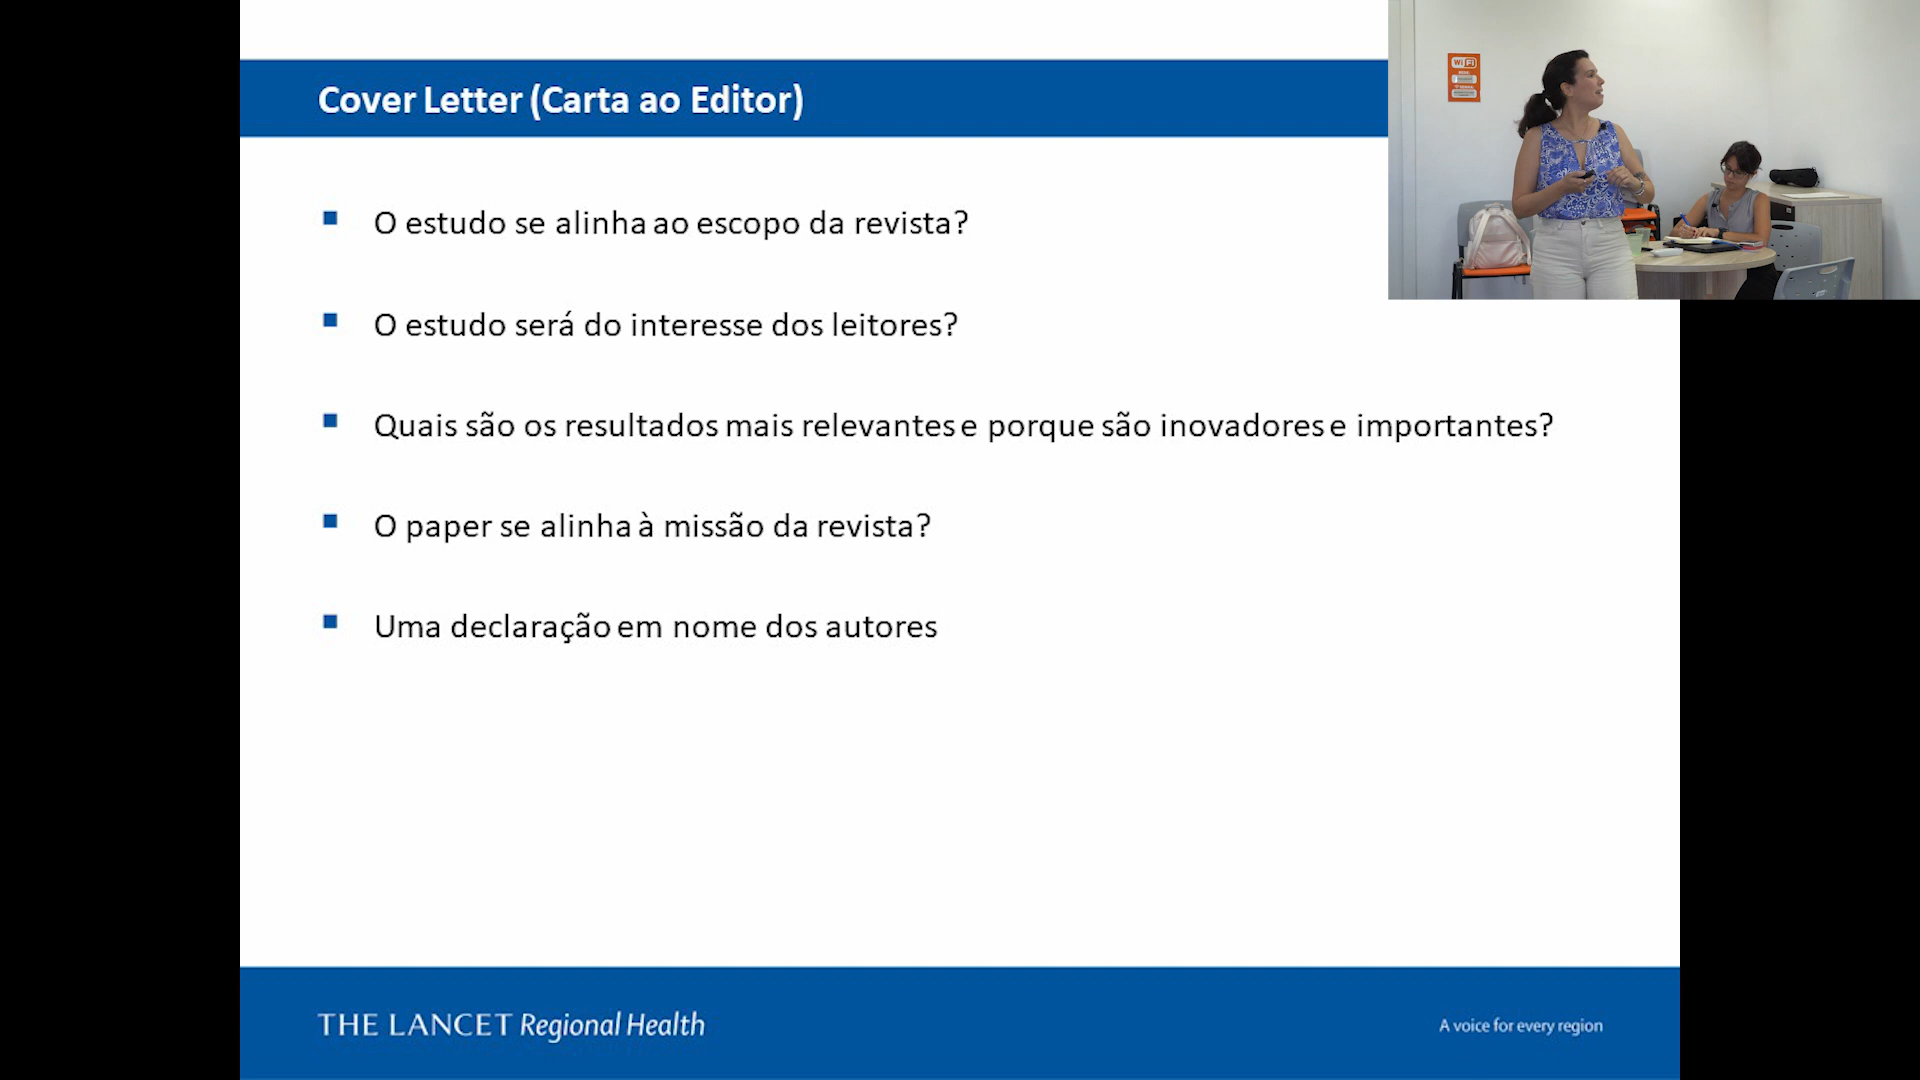 Cover Letter (Carta ao Editor)
O estudo se alinha ao escopo da revista?
O estudo será do interesse dos leitores?
Quais são os resultados mais relevantes e porque são inovadores e importantes?
O paper se alinha à missão da revista?
Uma declaração em nome dos autores
THE LANCET Regional Health
A voice for every region
WiFi